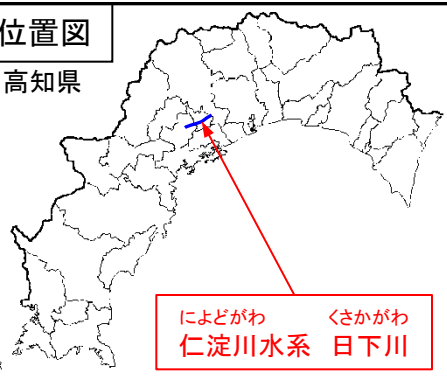 位置図
高知県
によどがわ　くさかがわ
仁淀川水系　日下川